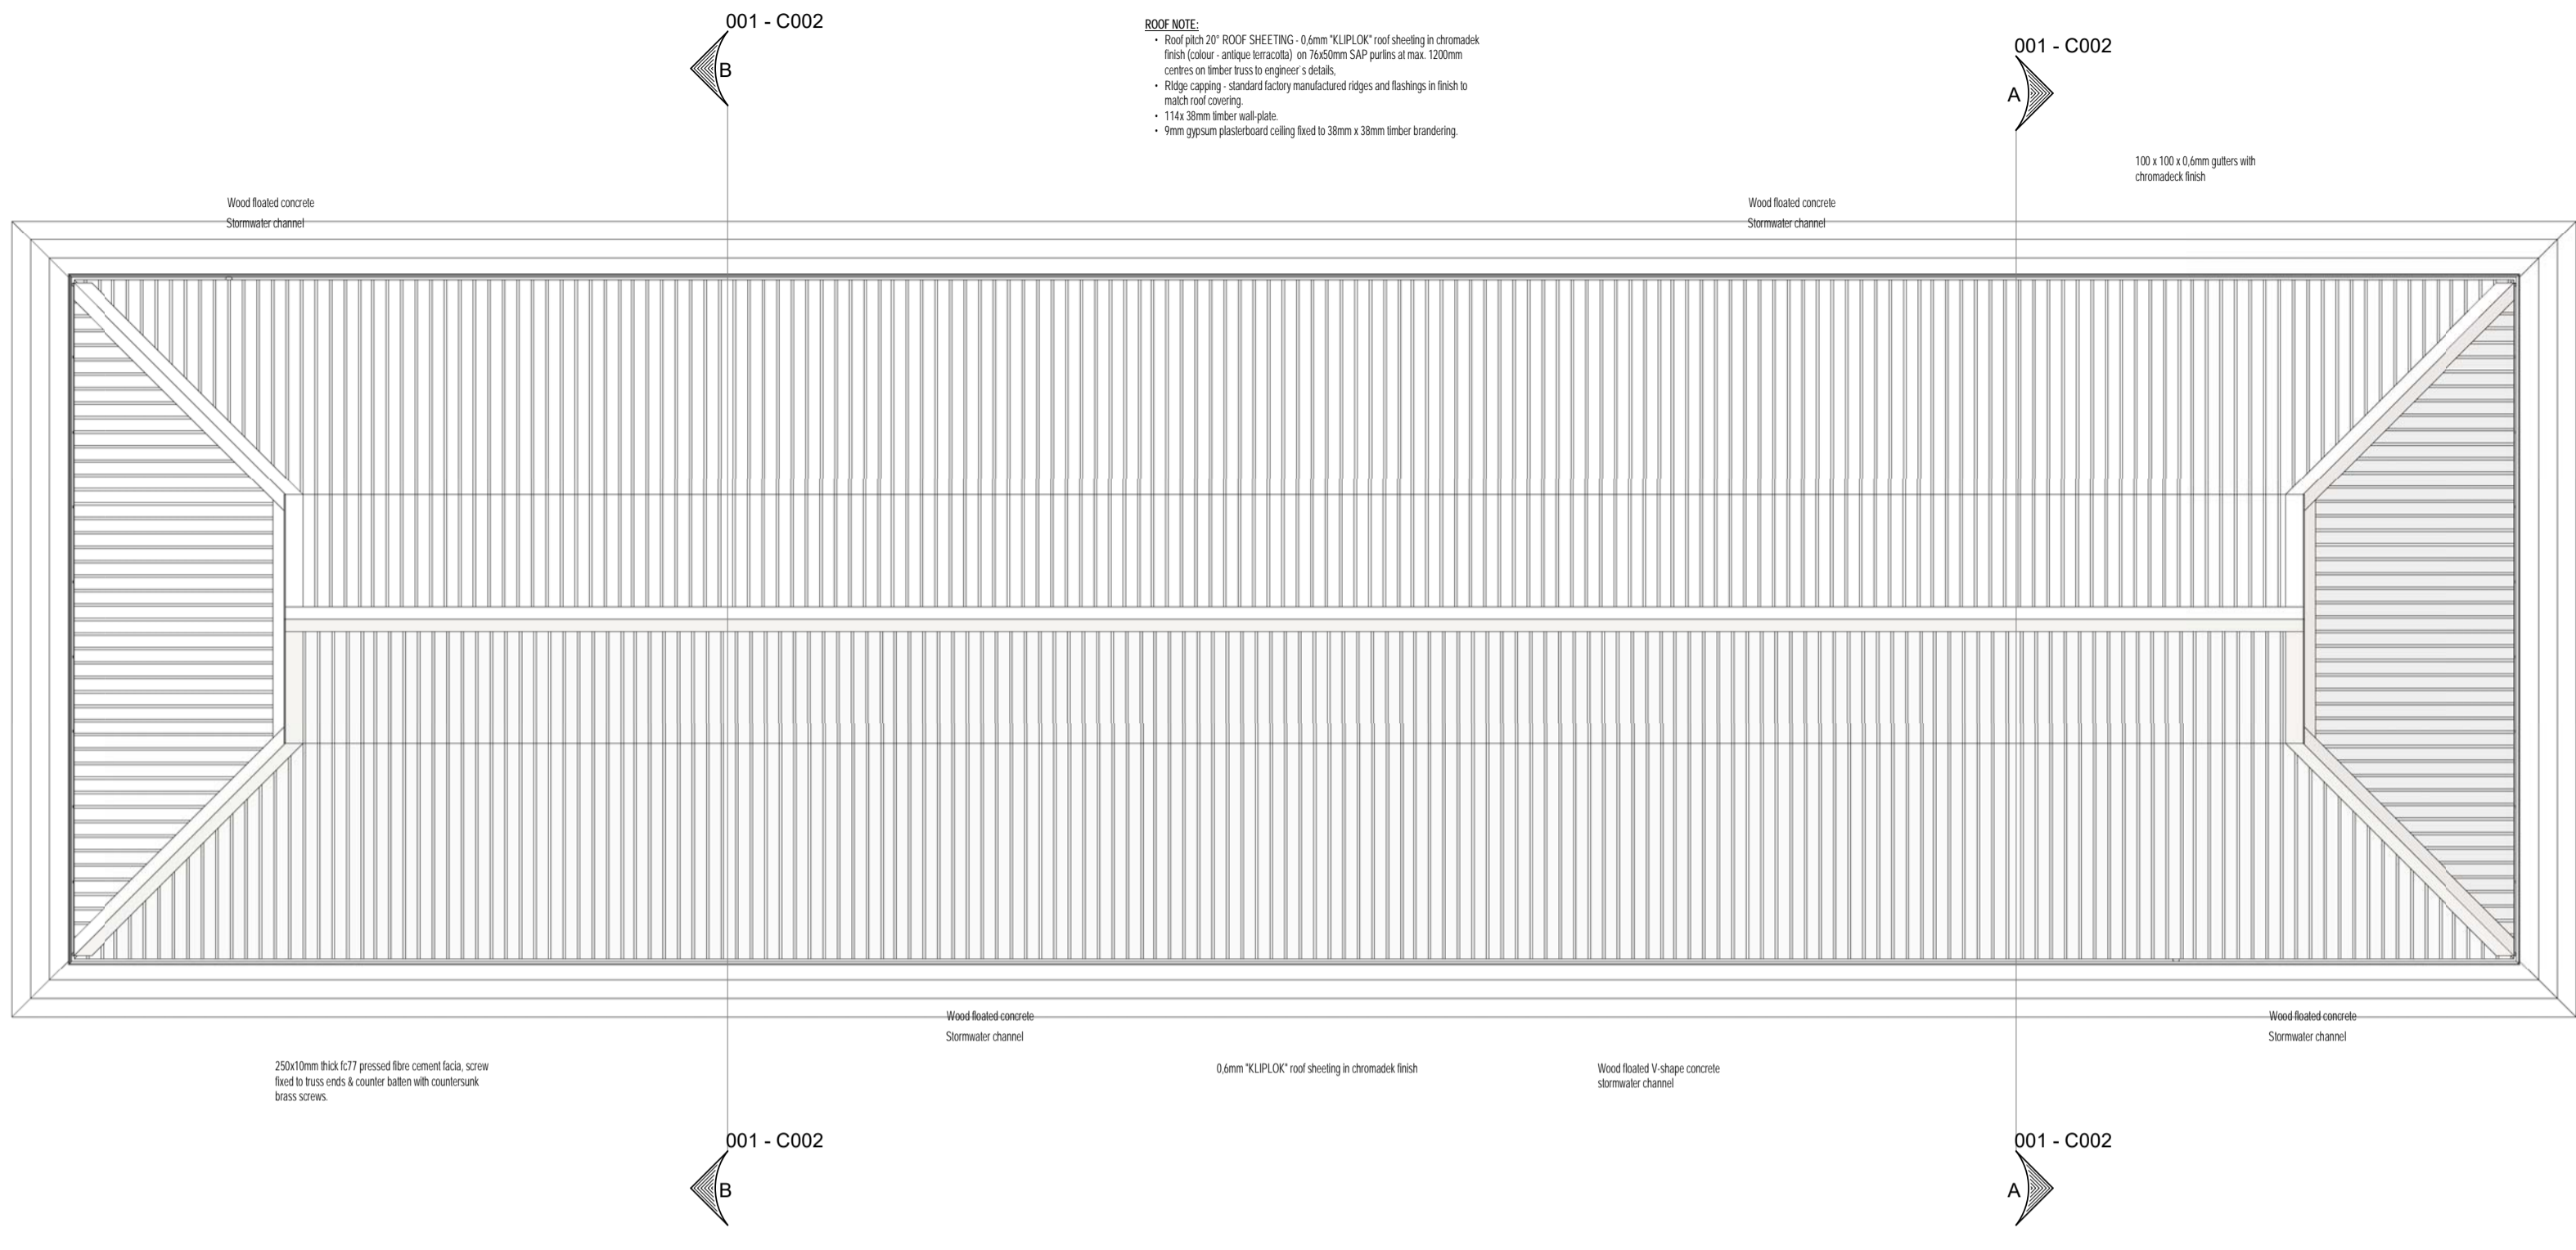 001 - C002
B
ROOF NOTE:
• Roof pitch 20° ROOF SHEETING - 0,6mm "KLIPLOK" roof sheeting in chromadek
finish (colour - antique terracotta) on 76x50mm SAP purlins at max. 1200mm
centres on timber truss to engineer`s details,
• RIdge capping - standard factory manufactured ridges and flashings in finish to
match roof covering.
• 114x 38mm timber wall-plate.
• 9mm gypsum plasterboard ceiling fixed to 38mm x 38mm timber brandering.
001 - C002
A
100 x 100 x 0,6mm gutters with
chromadeck finish
Wood floated concrete
Stormwater channel
Wood floated concrete
Stormwater channel
Wood floated concrete
Stormwater channel
Wood floated concrete
Stormwater channel
250x10mm thick fc77 pressed fibre cement facia, screw
fixed to truss ends & counter batten with countersunk
brass screws.
0,6mm "KLIPLOK" roof sheeting in chromadek finish
Wood floated V-shape concrete
stormwater channel
001 - C002
B
001 - C002
A